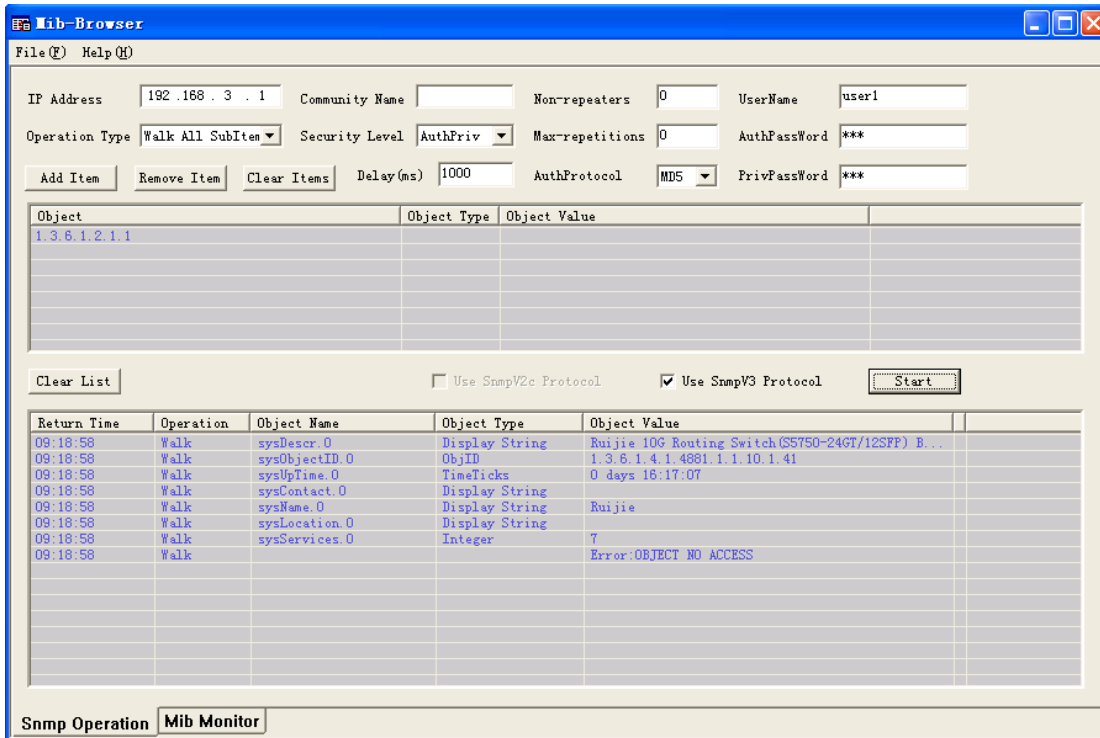 Mib-Browser
File(F) Help(H)
IP Address 192 .168 . 3 . 1 Community Name Non-repeaters 0 UserName user1
Operation Type Walk All SubItem Security Level AuthPriv Max-repetitions 0 AuthPassWord ***
Add Item Remove Item Clear Items Delay(ms) 1000 AuthProtocol MD5 PrivPassWord ***
Object Object Type Object Value
1.3.6.1.2.1.1
Clear List Use SnmpV2c Protocol Use SnmpV3 Protocol Start
Return Time Operation Object Name Object Type Object Value
09:18:58 Walk sysDescr.0 Display String Ruijie 10G Routing Switch(S5750-24GT/12SFP) B...
09:18:58 Walk sysObjectID.0 ObjID 1.3.6.1.4.1.4881.1.1.10.1.41
09:18:58 Walk sysUpTime.0 TimeTicks 0 days 16:17:07
09:18:58 Walk sysContact.0 Display String
09:18:58 Walk sysName.0 Display String Ruijie
09:18:58 Walk sysLocation.0 Display String
09:18:58 Walk sysServices.0 Integer 7
09:18:58 Walk Error:OBJECT NO ACCESS
Snmp Operation Mib Monitor